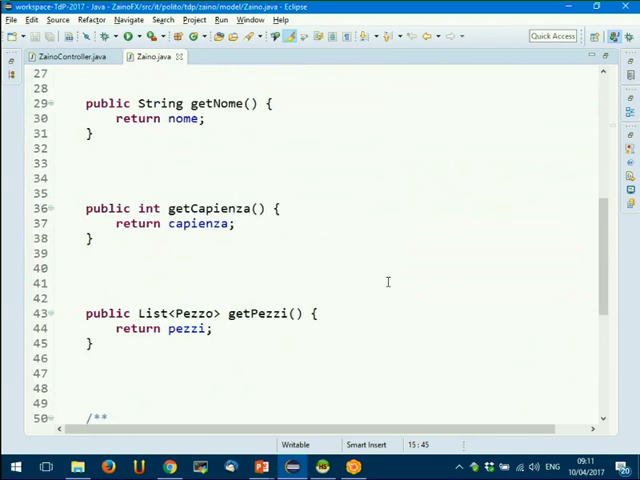 workspace-TdP-2017 - Java - ZainoFX/src/it/polito/tdp/zaino/model/Zaino.java - Eclipse
File Edit Source Refactor Navigate Search Project Run Window Help
Quick Access
ZainoController.java Zaino.java
27
28
29 public String getNome() {
30 return nome;
31 }
32
33
34
35
36 public int getCapienza() {
37 return capienza;
38 }
39
40
41
42
43 public List<Pezzo> getPezzi() {
44 return pezzi;
45 }
46
47
48
49
50 /**
Writable Smart Insert 15 : 45
ENG 09:11
10/04/2017 20